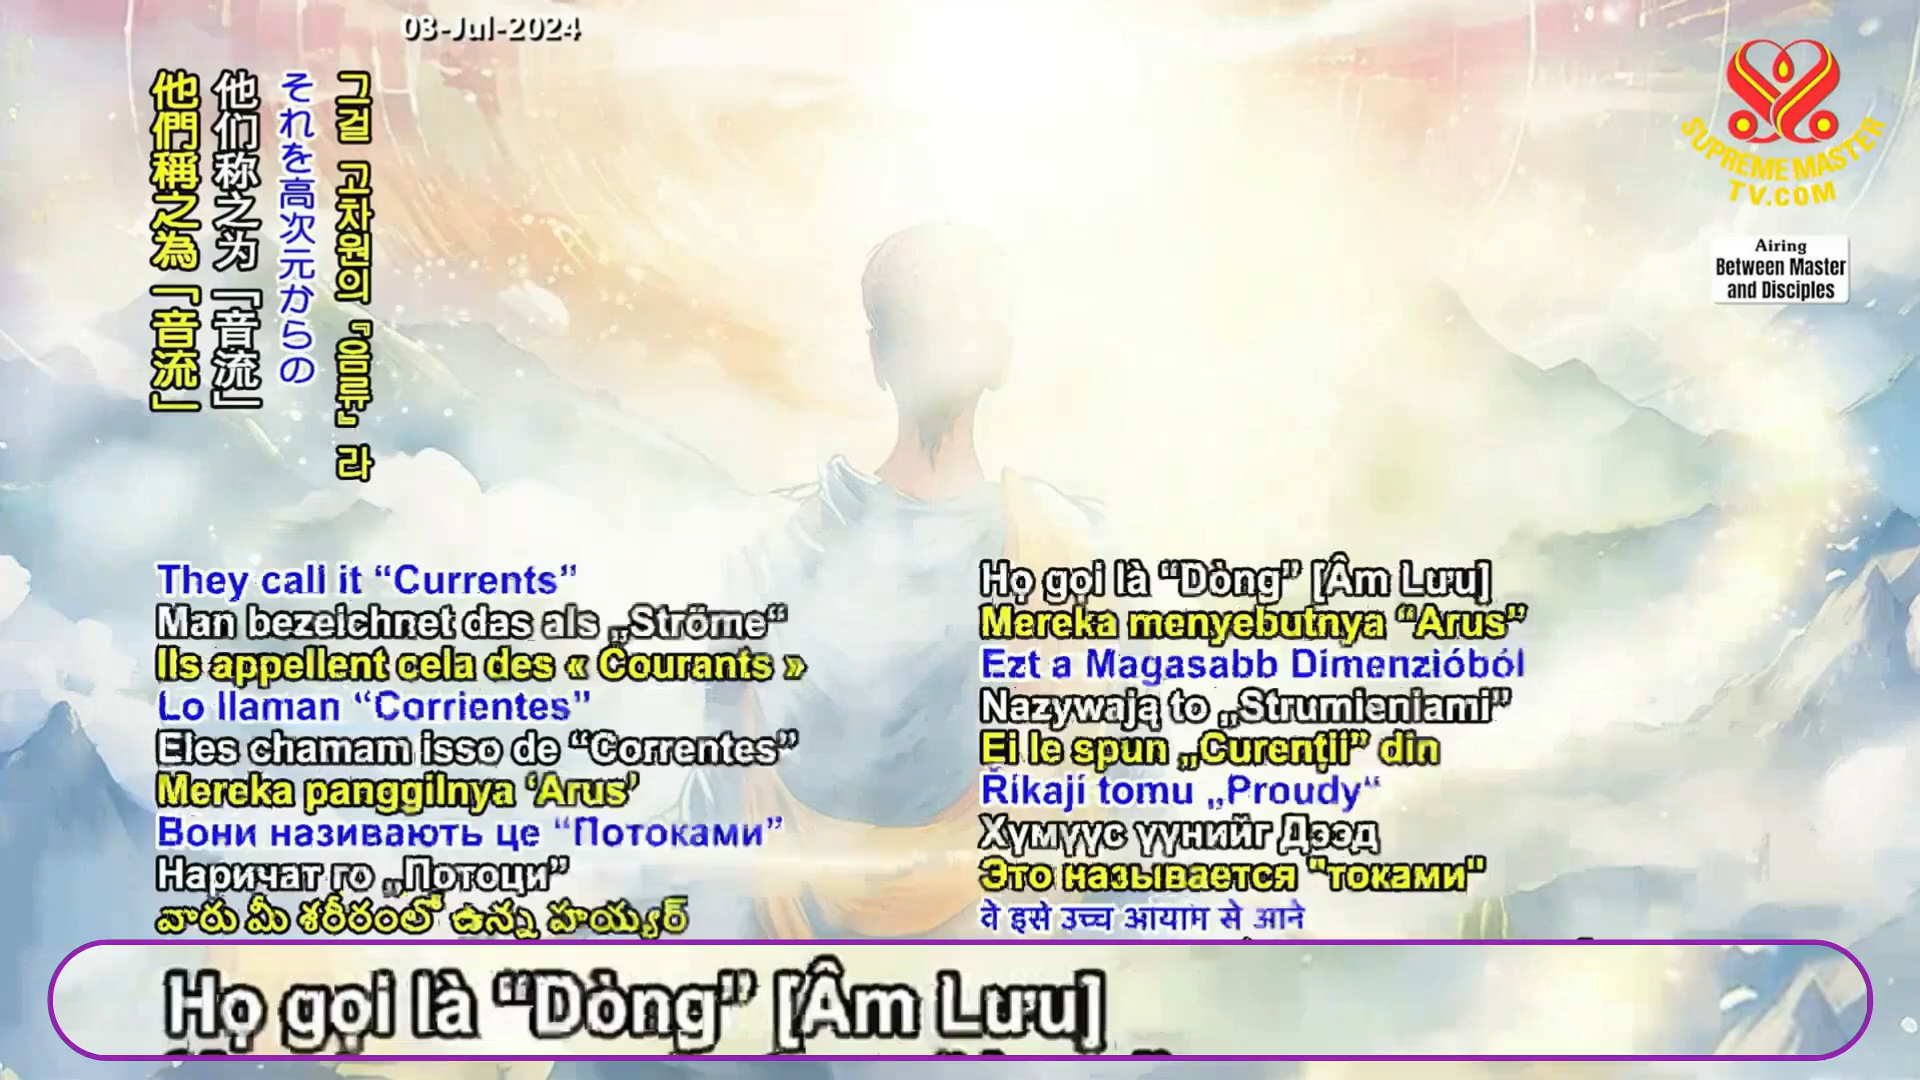 03-Jul-2024
그걸 고차원의 『음류』라
それを高次元からの
他们称之为「音流」
他們稱之為「音流」
SUPREME MASTER
TV.COM
Airing
Between Master
and Disciples
They call it “Currents”
Man bezeichnet das als „Ströme“
Ils appellent cela des « Courants »
Lo llaman “Corrientes”
Eles chamam isso de “Correntes”
Mereka panggilnya ‘Arus’
Вони називають це “Потоками”
Наричат го „Потоци”
వారు మీ శరీరంలో ఉన్న హయ్యర్
Họ gọi là “Dòng” [Âm Lưu]
Mereka menyebutnya “Arus”
Ezt a Magasabb Dimenzióból
Nazywają to „Strumieniami”
Ei le spun „Curenții” din
Říkají tomu „Proudy“
Хүмүүс үүнийг Дээд
Это называется "токами"
वे इसे उच्च आयाम से आने
Họ gọi là “Dòng” [Âm Lưu]